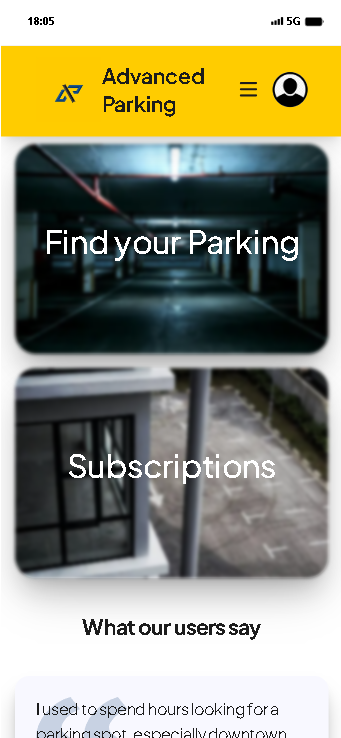 18:05
5G
Advanced
Parking
Find your Parking
Subscriptions
What our users say
I used to spend hours looking for a
parking spot, especially downtown